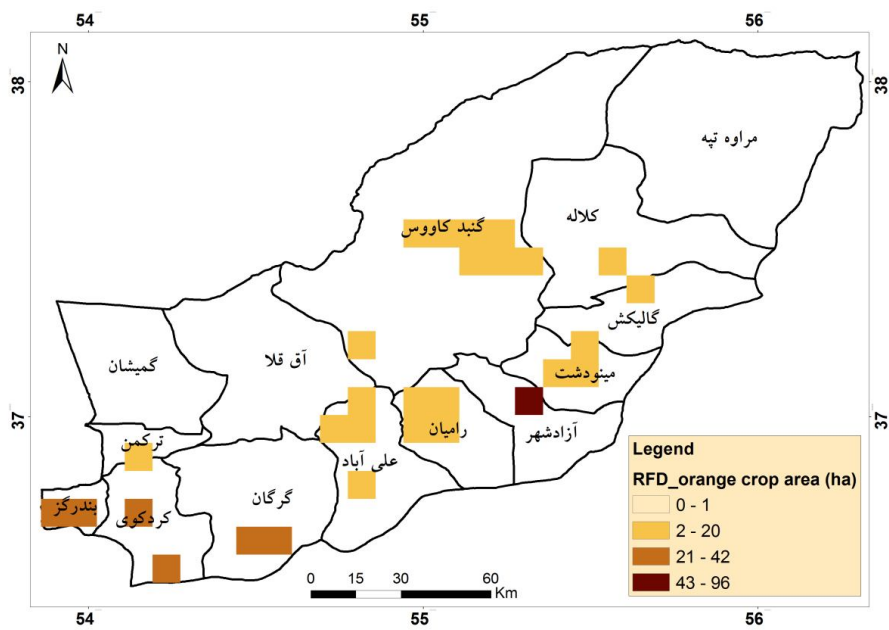 54 55 56
N
38 38
مراوه تپه
کلاله
گنبد کاووس
گالیکش
آق قلا
گمیشان
مینودشت
37 37
ترکمن
رامیان
آزادشهر
علی آباد
گرگان
بندرگز
کردکوی
Legend
RFD_orange crop area (ha)
0 - 1
2 - 20
21 - 42
43 - 96
0 15 30 60
Km
54 55 56